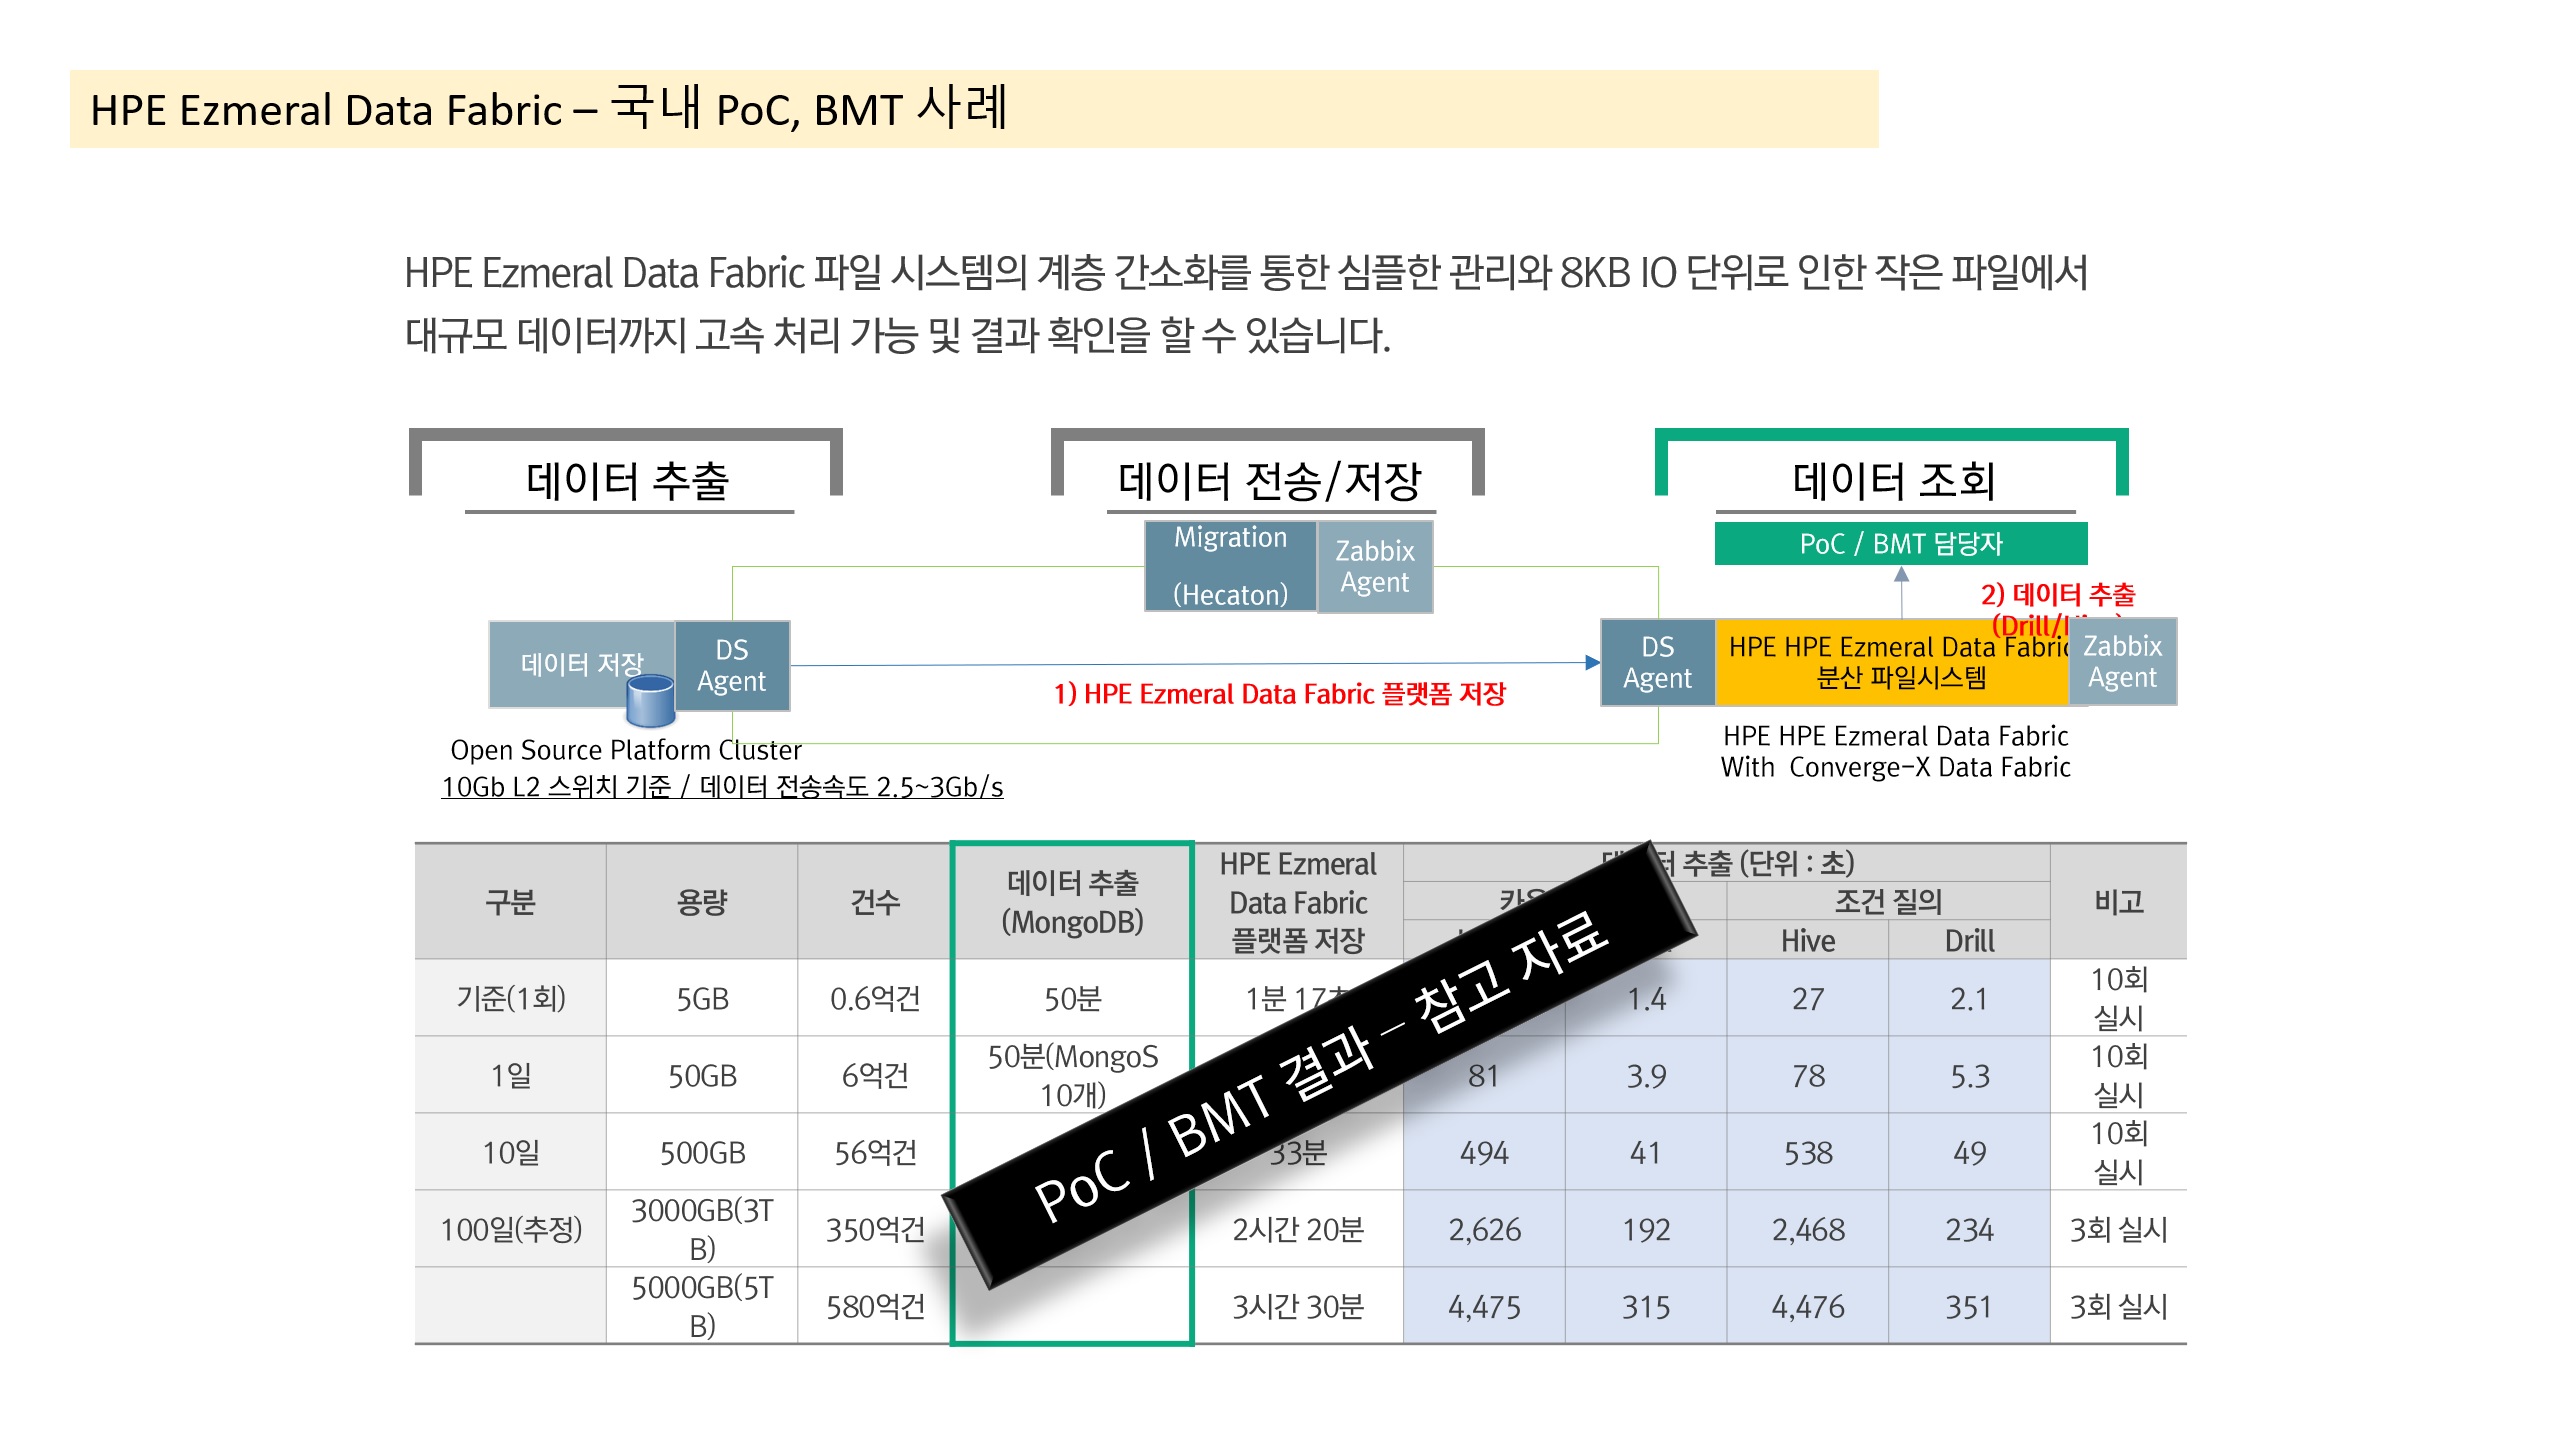 HPE Ezmeral Data Fabric – 국내 PoC, BMT 사례
HPE Ezmeral Data Fabric 파일 시스템의 계층 간소화를 통한 심플한 관리와 8KB IO 단위로 인한 작은 파일에서
대규모 데이터까지 고속 처리 가능 및 결과 확인을 할 수 있습니다.
데이터 추출
데이터 전송/저장
데이터 조회
Migration
(Hecaton)
Zabbix
Agent
PoC / BMT 담당자
2) 데이터 추출
데이터 저장
DS
Agent
1) HPE Ezmeral Data Fabric 플랫폼 저장
DS
Agent
HPE HPE Ezmeral Data Fabric
분산 파일시스템
Zabbix
Agent
Open Source Platform Cluster
10Gb L2 스위치 기준 / 데이터 전송속도 2.5~3Gb/s
HPE HPE Ezmeral Data Fabric
With Converge-X Data Fabric
구분 용량 건수
데이터 추출
(MongoDB)
HPE Ezmeral
Data Fabric
플랫폼 저장
추출 (단위 : 초)
조건 질의
Hive Drill
비고
기준(1회) 5GB 0.6억건 50분 1분 1.4 27 2.1 10회
실시
1일 50GB 6억건 50분(MongoS
10개)
81 3.9 78 5.3 10회
실시
10일 500GB 56억건 33분 494 41 538 49 10회
실시
100일(추정) 3000GB(3T
B)
350억건 2시간 20분 2,626 192 2,468 234 3회 실시
5000GB(5T
B)
580억건 3시간 30분 4,475 315 4,476 351 3회 실시
PoC / BMT 결과 – 참고 자료